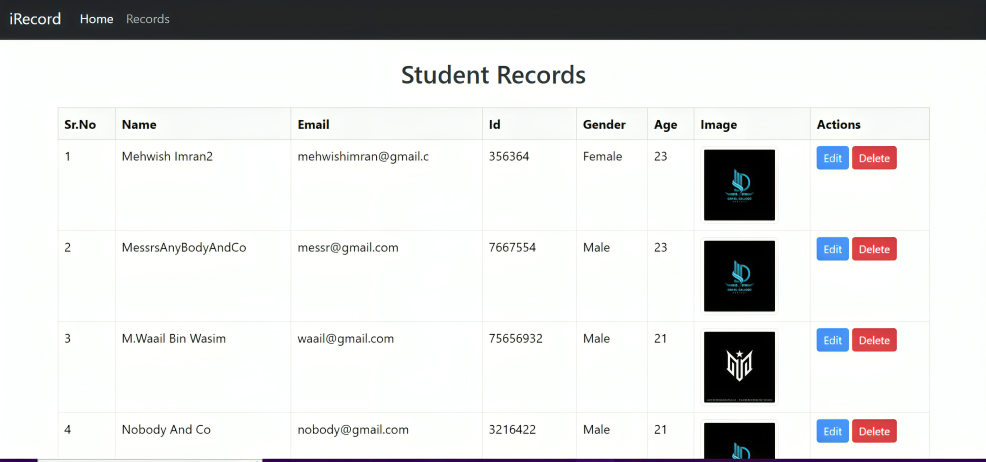 iRecord Home Records
Student Records
Sr.No Name Email Id Gender Age Image Actions
1 Mehwish Imran2 mehwishimran@gmail.c 356364 Female 23 Edit Delete
2 MessrsAnyBodyAndCo messr@gmail.com 7667554 Male 23 Edit Delete
3 M.Waail Bin Wasim waail@gmail.com 75656932 Male 21 Edit Delete
4 Nobody And Co nobody@gmail.com 3216422 Male 21 Edit Delete